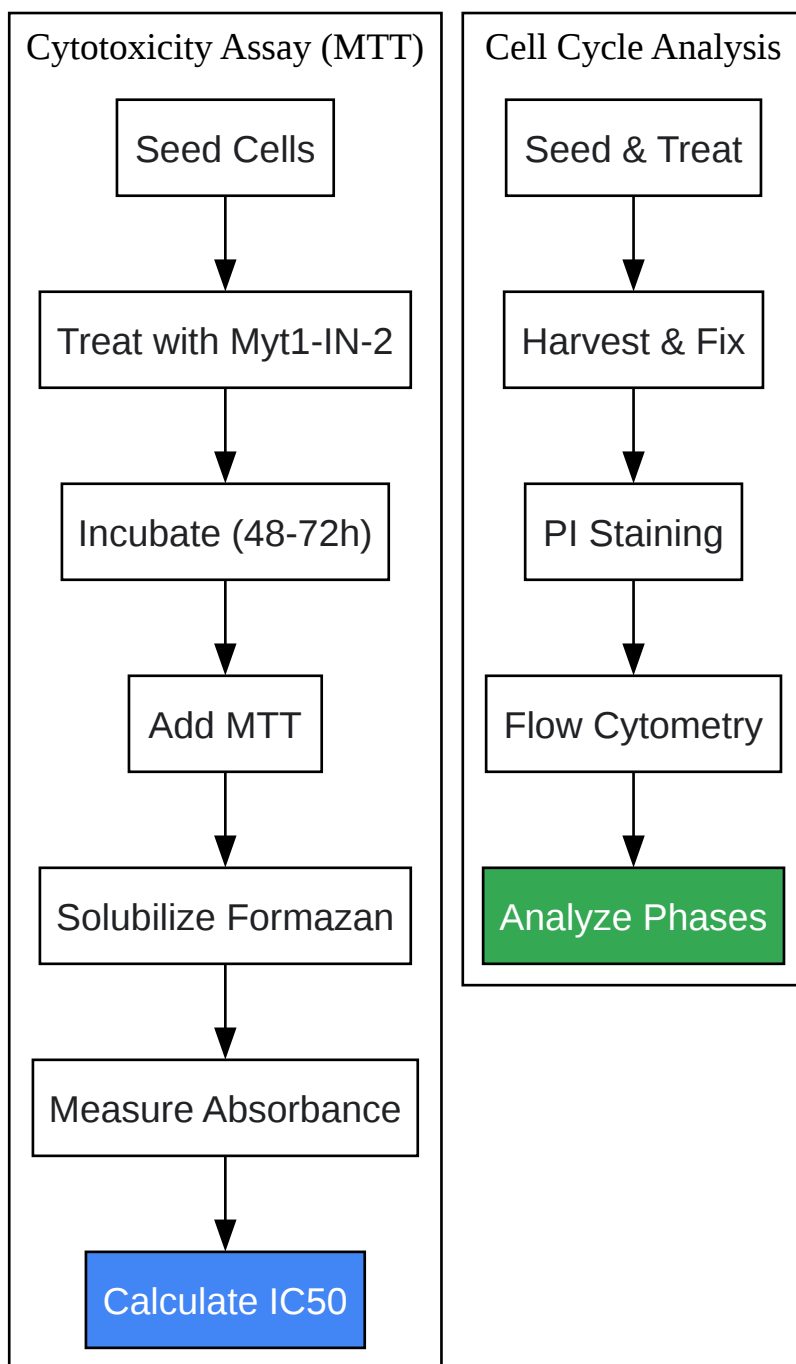 Cytotoxicity Assay (MTT)
Seed Cells
Treat with Myt1-IN-2
Incubate (48-72h)
Add MTT
Solubilize Formazan
Measure Absorbance
Calculate IC50
Cell Cycle Analysis
Seed & Treat
Harvest & Fix
PI Staining
Flow Cytometry
Analyze Phases